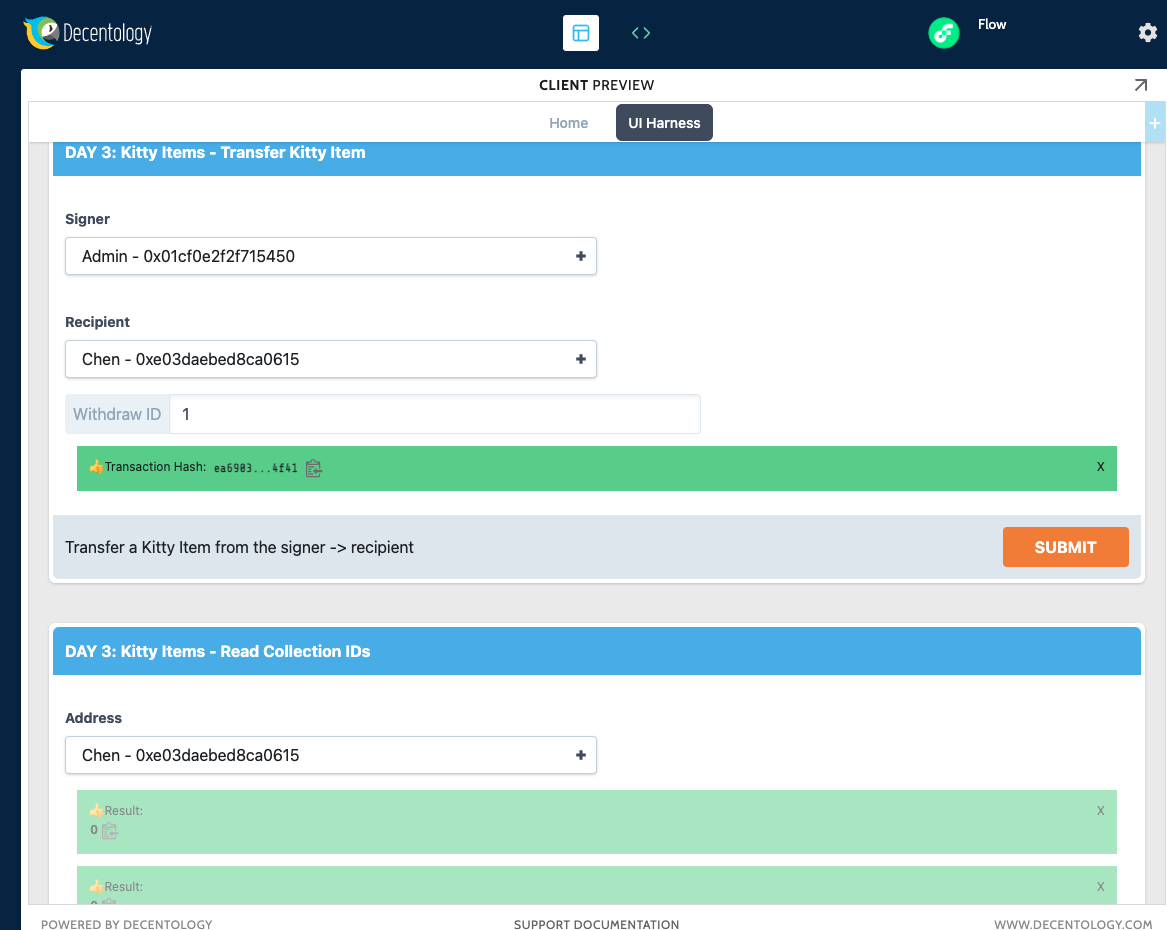 Decentology
Flow
CLIENT PREVIEW
Home
UI Harness
+
DAY 3: Kitty Items - Transfer Kitty Item
Signer
Admin - 0x01cf0e2f2f715450
Recipient
Chen - 0xe03daebed8ca0615
Withdraw ID 1
👍Transaction Hash: ea6903...4f41
X
Transfer a Kitty Item from the signer -> recipient
SUBMIT
DAY 3: Kitty Items - Read Collection IDs
Address
Chen - 0xe03daebed8ca0615
👍Result:
X
0
👍Result:
X
POWERED BY DECENTOLOGY
SUPPORT DOCUMENTATION
WWW.DECENTOLOGY.COM